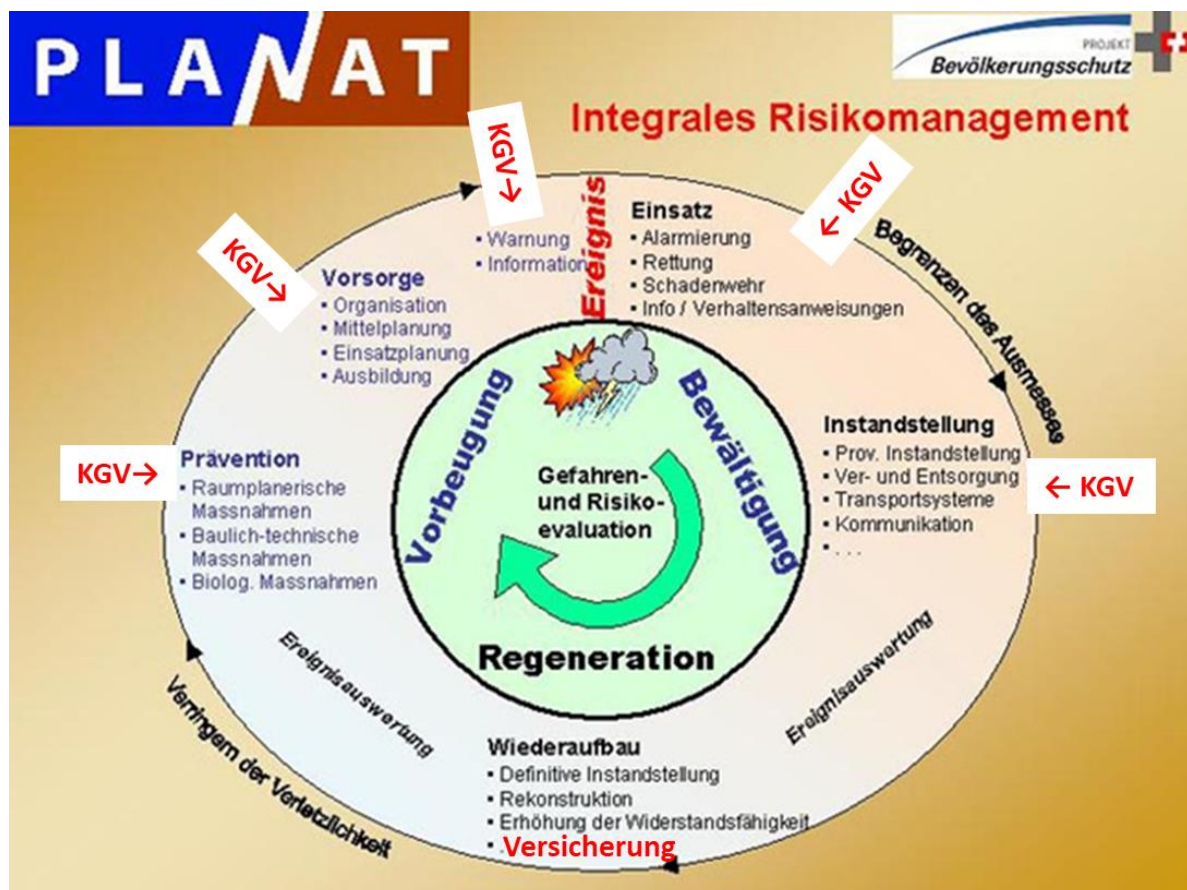 PLANAT
PROJEKT
Bevölkerungsschutz
Integrales Risikomanagement
KGV→
Ereignis
← KGV
KGV→
Warnung
Information
Einsatz
▪ Alarmierung
▪ Rettung
▪ Schadenwehr
▪ Info / Verhaltensanweisungen
Begrenzen des Ausmasses
Vorsorge
▪ Organisation
▪ Mittelplanung
▪ Einsatzplanung
▪ Ausbildung
Vorbeugung
Bewältigung
KGV→
Prävention
▪ Raumplanerische
Massnahmen
▪ Baulich-technische
Massnahmen
▪ Biolog. Massnahmen
Gefahren-
und Risiko-
evaluation
Instandstellung
▪ Prov. Instandstellung
▪ Ver- und Entsorgung
▪ Transportsysteme
▪ Kommunikation
▪ . . .
← KGV
Regeneration
Ereignisauswertung
Ereignisauswertung
Verringern der Verletzlichkeit
Wiederaufbau
▪ Definitive Instandstellung
▪ Rekonstruktion
▪ Erhöhung der Widerstandsfähigkeit
▪ Versicherung